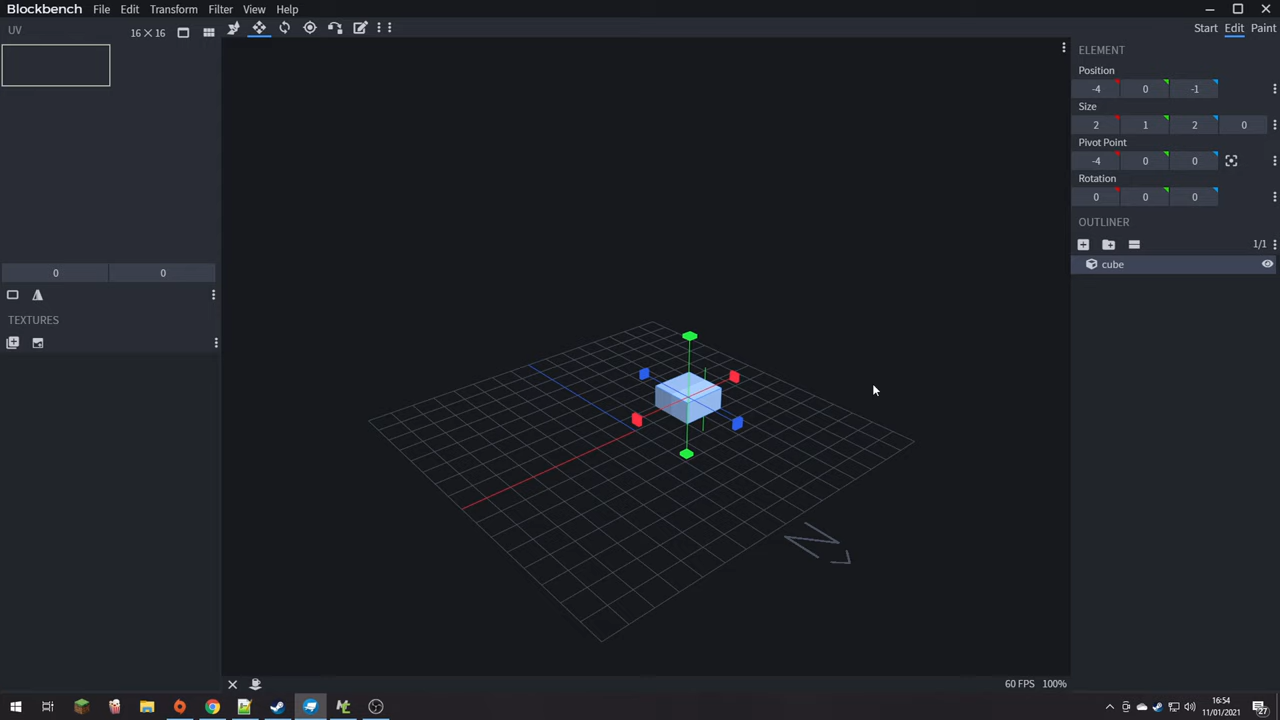 Blockbench File Edit Transform Filter View Help
UV 16 × 16
Start Edit Paint
ELEMENT
Position
-4 0 -1
Size
2 1 2 0
Pivot Point
-4 0 0
Rotation
0 0 0
OUTLINER
1/1
cube
0 0
TEXTURES
N
60 FPS 100%
16:54
11/01/2021
27